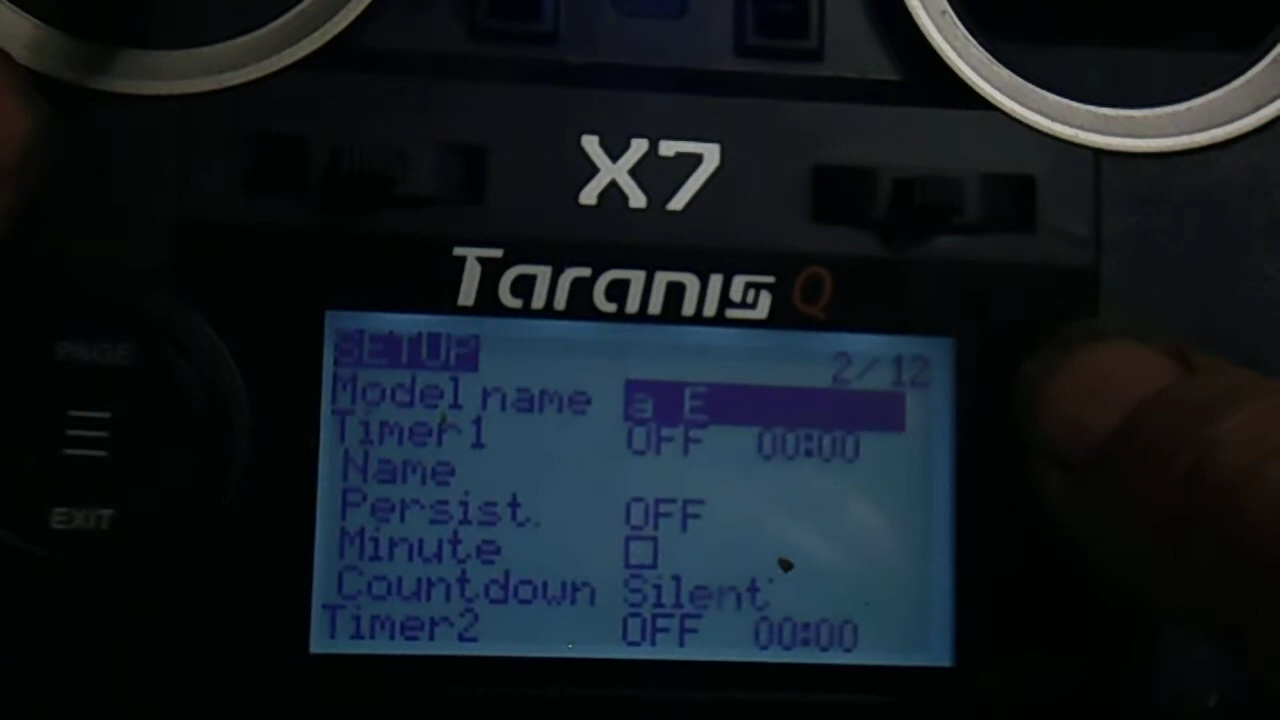 X7
Taranis Q
SETUP 2/12
Model name a E
Timer1 OFF 00:00
Name
Persist. OFF
Minute
Countdown Silent
Timer2 OFF 00:00
PAGE
EXIT